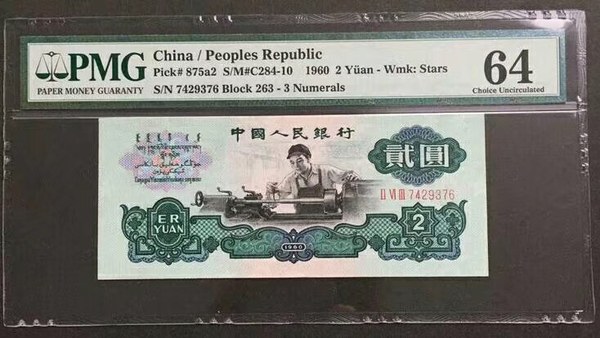 PMG
PAPER MONEY GUARANTY
China / Peoples Republic
Pick# 875a2 S/M#C284-10 1960 2 Yüan - Wmk: Stars
S/N 7429376 Block 263 - 3 Numerals
64
Choice Uncirculated
中國人民銀行
貳圓
II VI III 7429376
ER
YUAN
2
1960